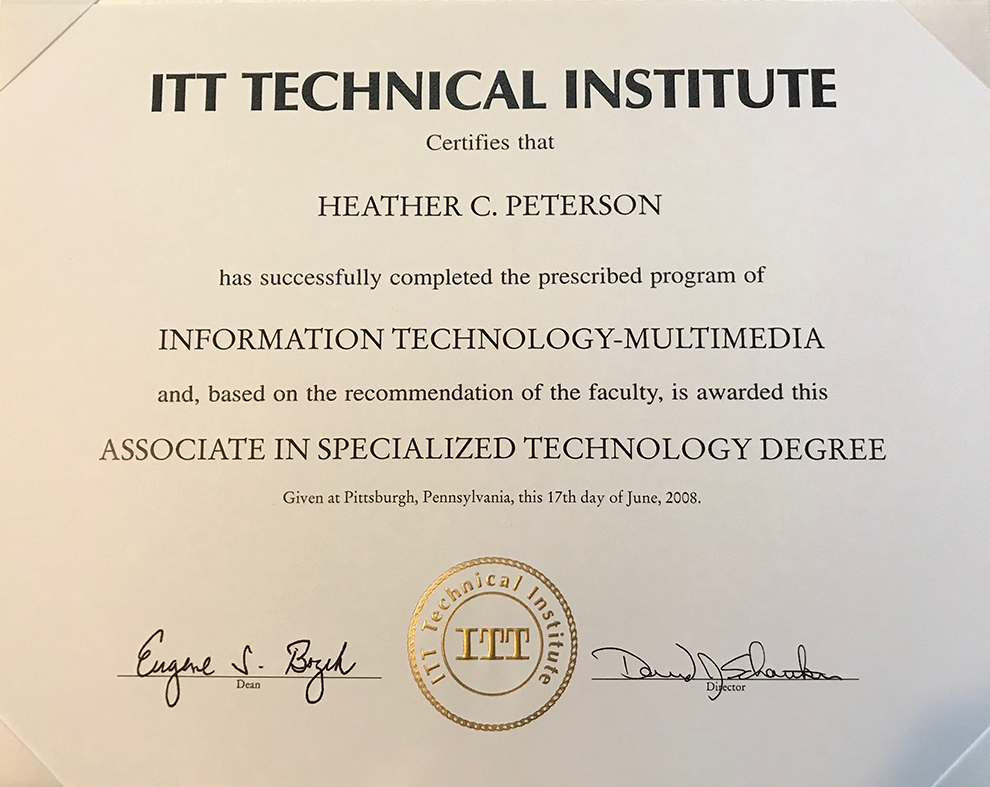 ITT TECHNICAL INSTITUTE
Certifies that
HEATHER C. PETERSON
has successfully completed the prescribed program of
INFORMATION TECHNOLOGY-MULTIMEDIA
and, based on the recommendation of the faculty, is awarded this
ASSOCIATE IN SPECIALIZED TECHNOLOGY DEGREE
Given at Pittsburgh, Pennsylvania, this 17th day of June, 2008.
ITT Technical Institute
ITT
Eugene S.
Dean
David J.
Director